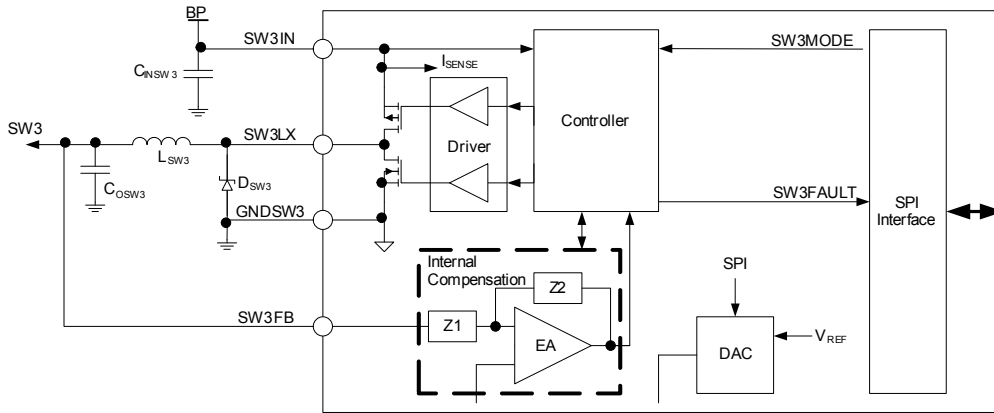 BP
SW3IN
SW3MODE
CINSW3
ISENSE
Controller
SW3
SW3LX
Driver
LSW3
COSW3
DSW3
GNDSW3
SW3FAULT
SPI
Interface
Internal
Compensation
SPI
Z2
SW3FB
Z1
EA
DAC
VREF